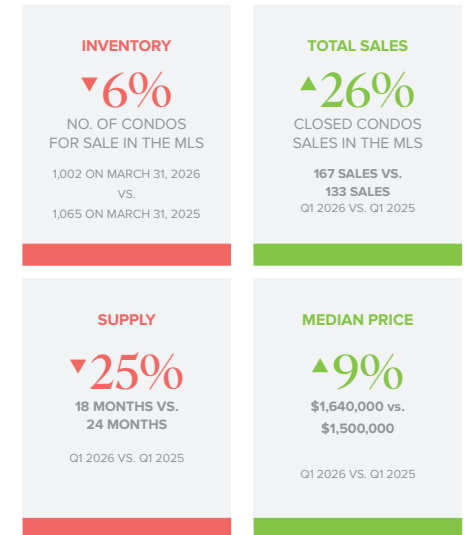 INVENTORY
▼6%
NO. OF CONDOS
FOR SALE IN THE MLS
1,002 ON MARCH 31, 2026
VS.
1,065 ON MARCH 31, 2025
TOTAL SALES
▲26%
CLOSED CONDOS
SALES IN THE MLS
167 SALES VS.
133 SALES
Q1 2026 VS. Q1 2025
SUPPLY
▼25%
18 MONTHS VS.
24 MONTHS
Q1 2026 VS. Q1 2025
MEDIAN PRICE
▲9%
$1,640,000 vs.
$1,500,000
Q1 2026 VS. Q1 2025